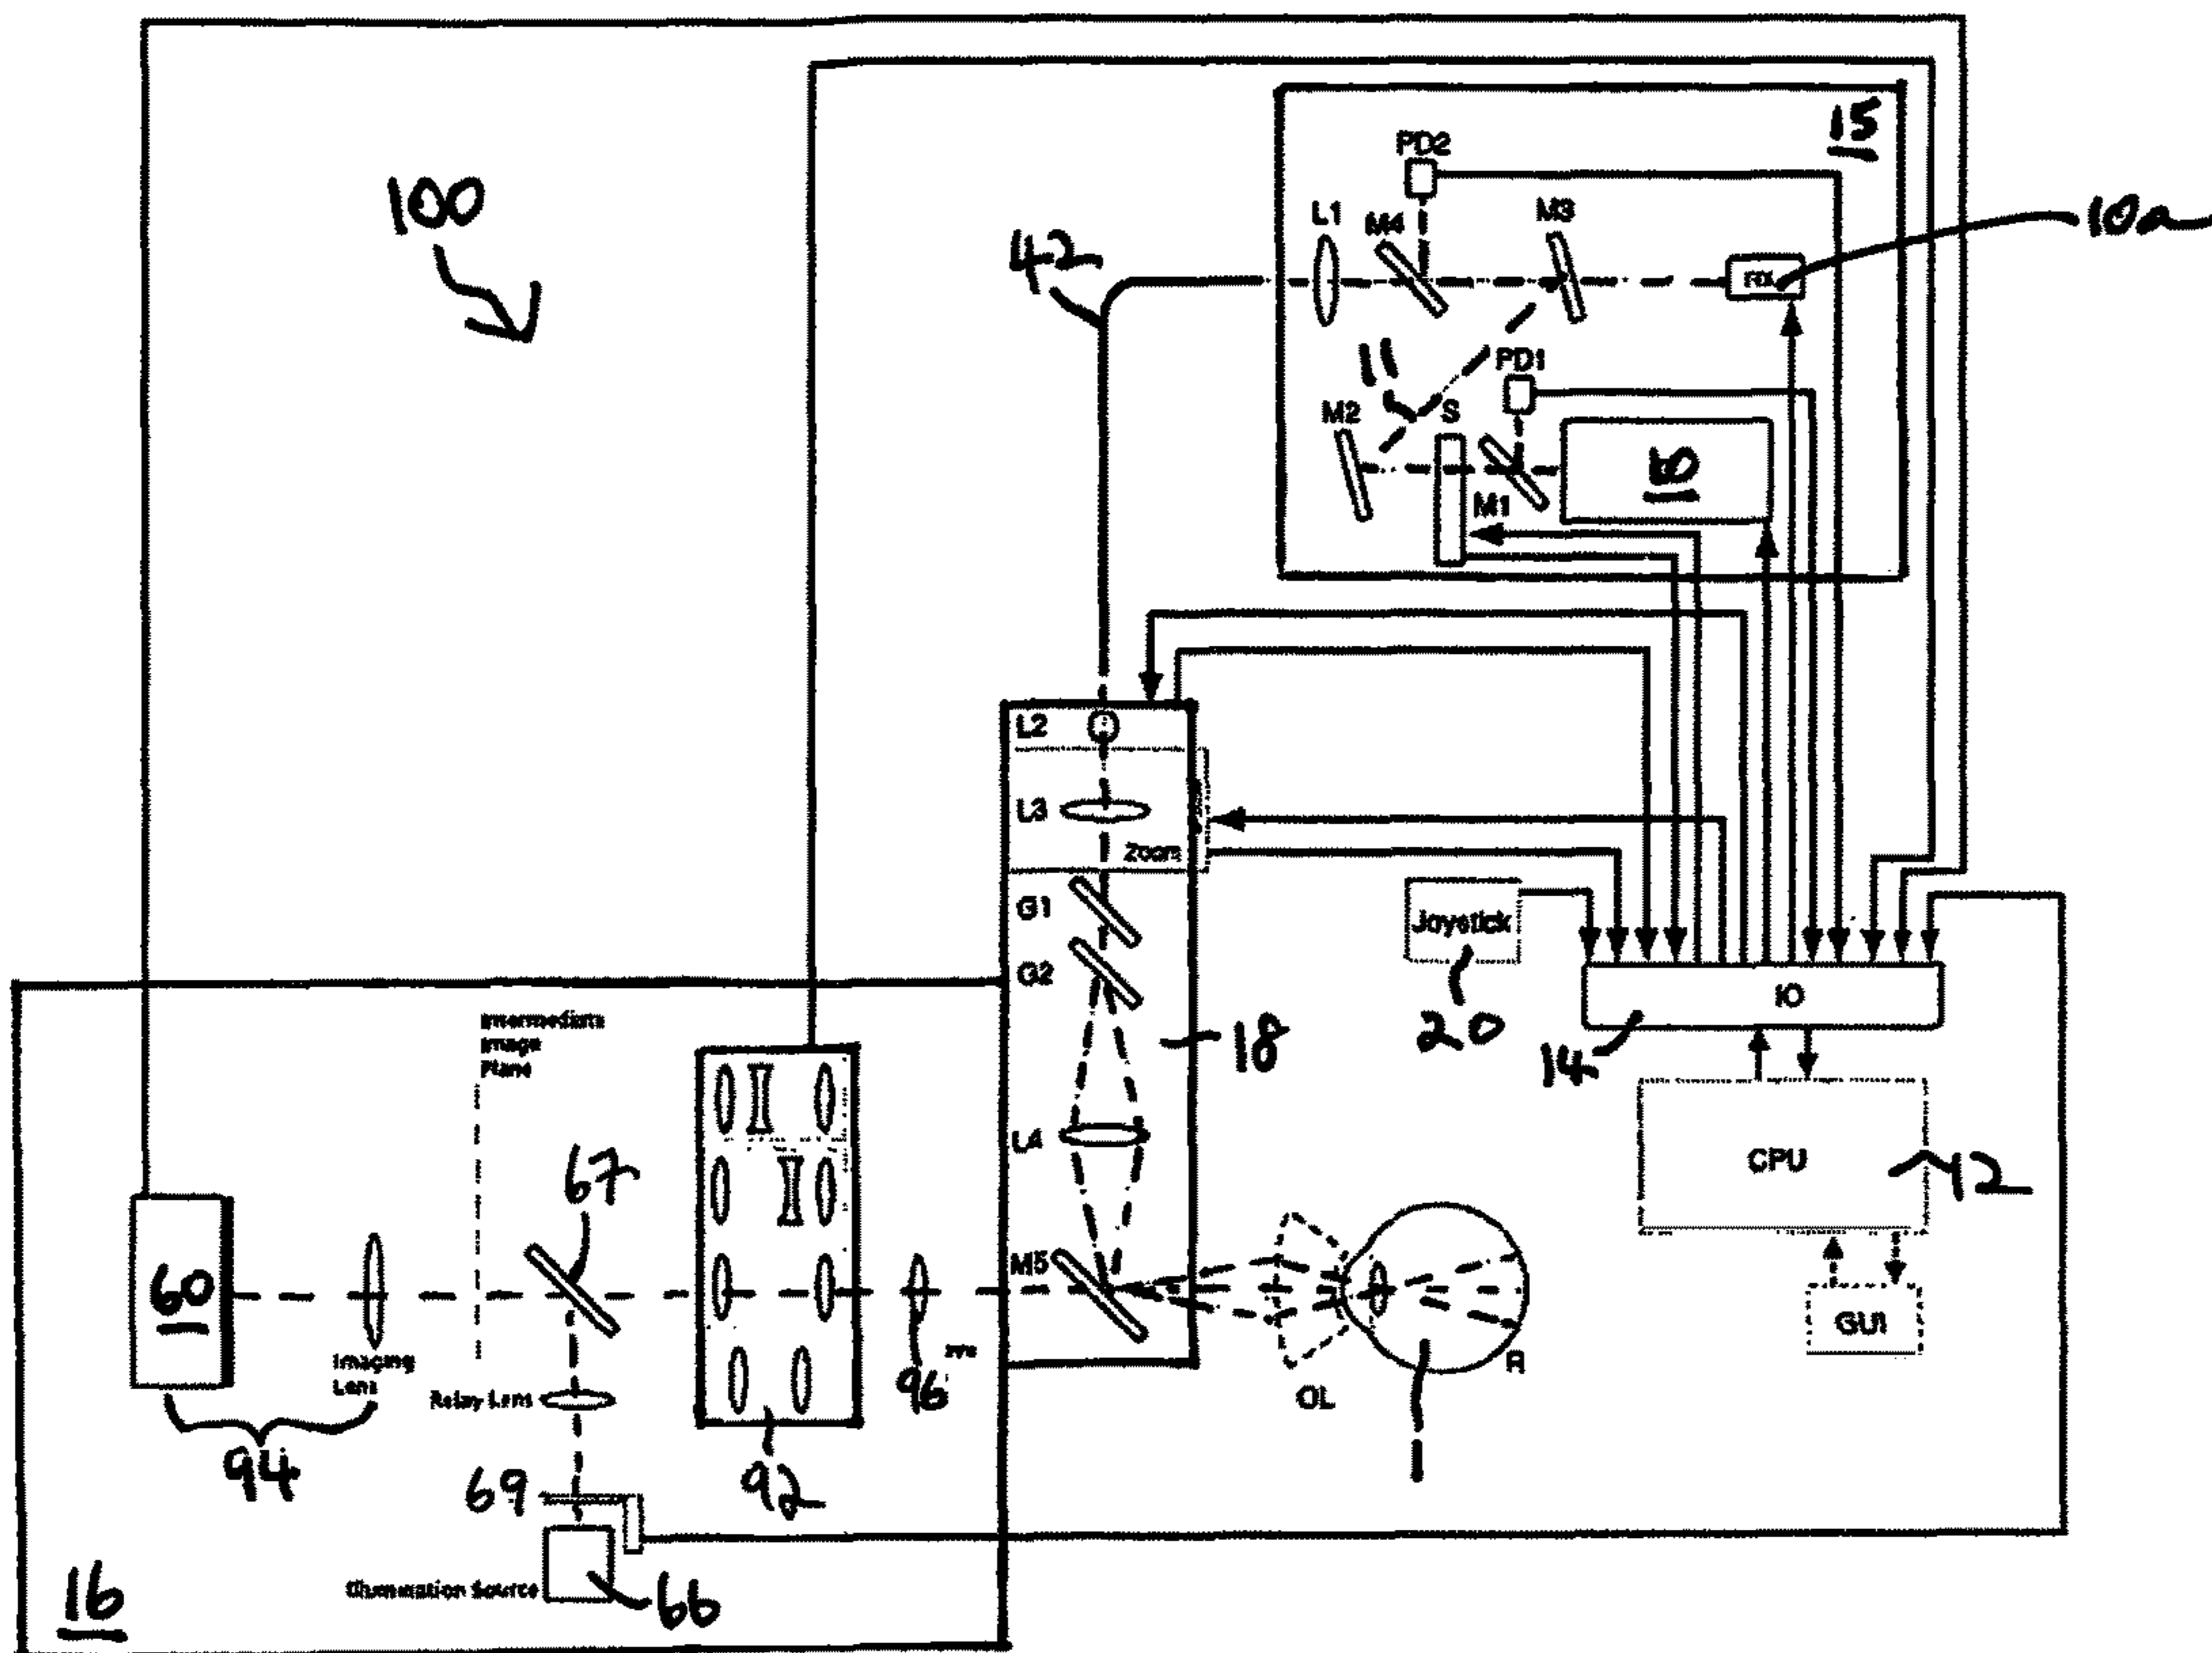 100
15
PD2
10a
L1
M4
M3
42
11
PD1
M2
S
M1
L2
L3
Zoom
G1
G2
Joystick
20
18
IO
14
Intermediate
Image
Plane
67
L4
CPU
12
M5
60
GUI
R
Imaging
Lens
96
OL
Relay Lens
94
1
69
92
Illumination Source
66
16